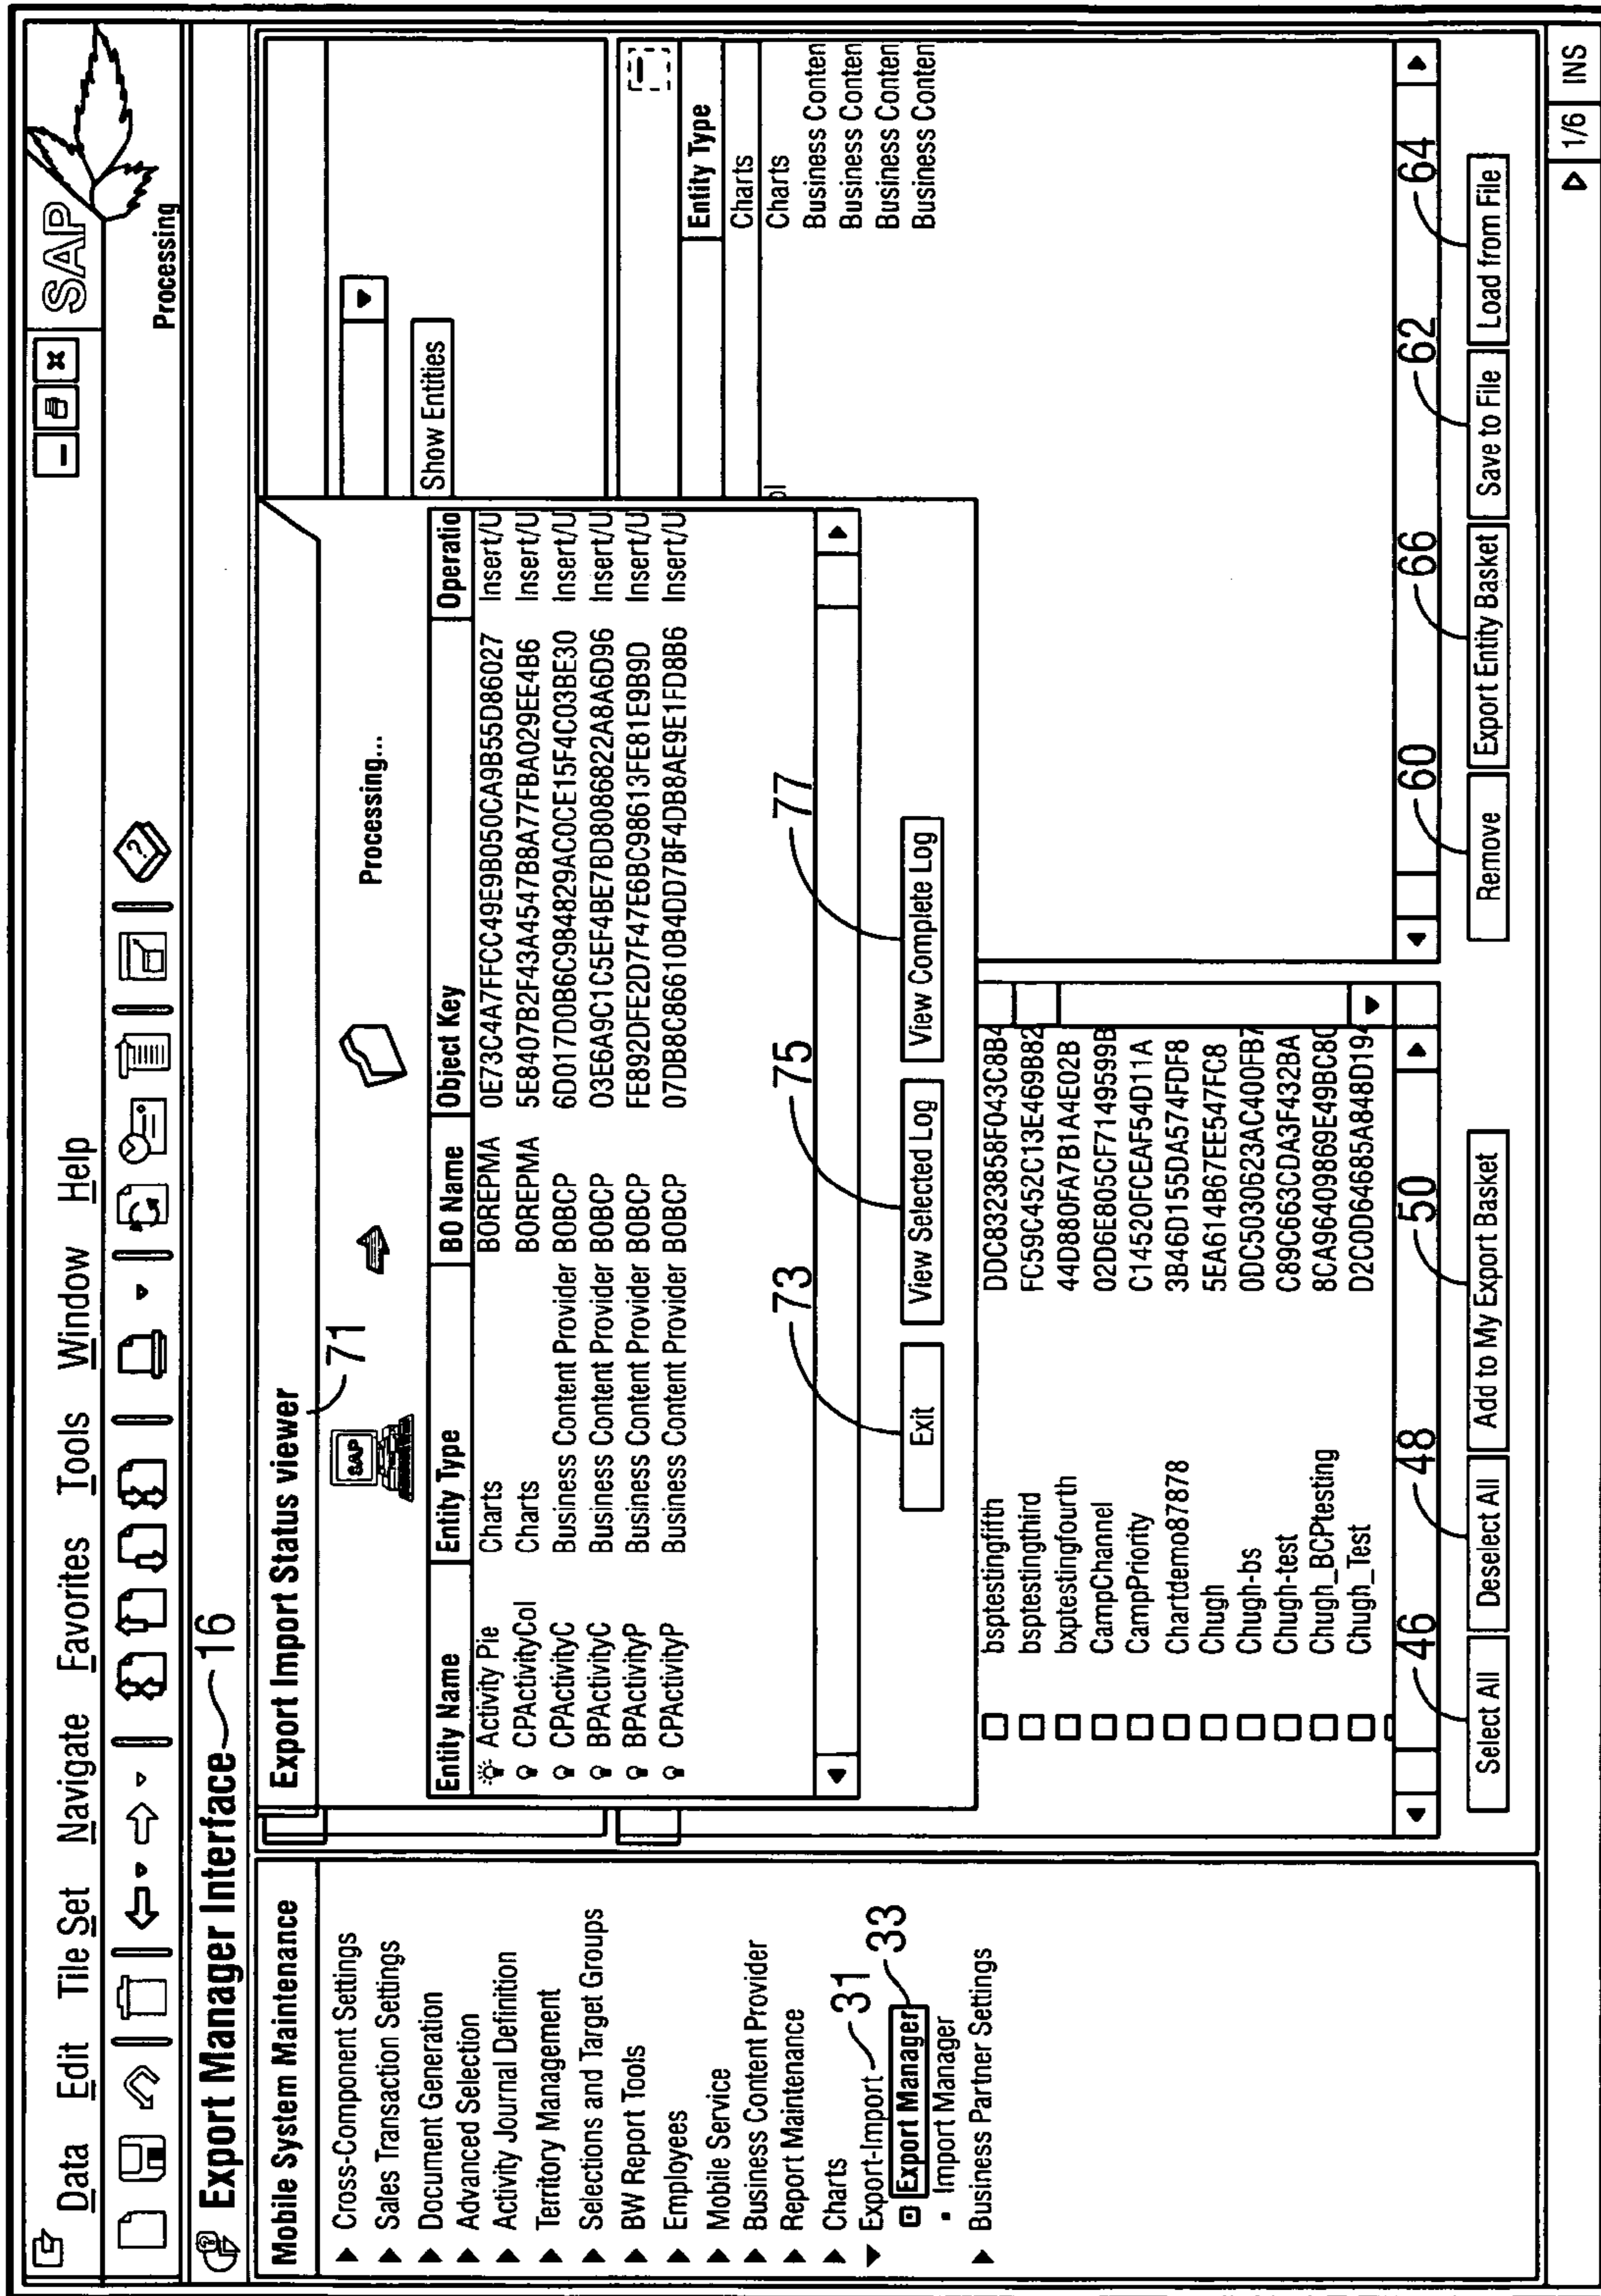 Data Edit Tile Set Navigate Favorites Tools Window Help
SAP
Processing
Export Manager Interface 16
Mobile System Maintenance
Cross-Component Settings
Sales Transaction Settings
Document Generation
Advanced Selection
Activity Journal Definition
Territory Management
Selections and Target Groups
BW Report Tools
Employees
Mobile Service
Business Content Provider
Report Maintenance
Charts
Export-Import 31
Export Manager 33
Import Manager
Business Partner Settings
Export Import Status viewer
71
SAP
Processing...
Entity Name Entity Type BO Name Object Key Operatio
Activity Pie Charts BOREPMA 0E73C4A7FFCC49E9B050CA9B55D86027 Insert/U
CPActivityCol Charts BOREPMA 5E8407B2F43A4547B8A77FBA029EE4B6 Insert/U
CPActivityC Business Content Provider BOBCP 6D017D0B6C984829AC0CE15F4C03BE30 Insert/U
BPActivityC Business Content Provider BOBCP 03E6A9C1C5EF4BE7BD8086822A8A6D96 Insert/U
BPActivityP Business Content Provider BOBCP FE892DFE2D7F47E6BC98613FE81E9B9D Insert/U
CPActivityP Business Content Provider BOBCP 07DB8C86610B4DD7BF4DB8AE9E1FD8B6 Insert/U
73 75 77
Exit View Selected Log View Complete Log
Show Entities
Entity Type
Charts
Charts
Business Conten
Business Conten
Business Conten
Business Conten
bsptestingfifth DDC8323858F043C8B4
bsptestingthird FC59C452C13E469B82
bxptestingfourth 44D880FA7B1A4E02B
CampChannel 02D6E805CF7149599B
CampPriority C14520FCEAF54D11A
Chartdemo87878 3B46D155DA574FDF8
Chugh 5EA614B67EE547FC8
Chugh-bs 0DC5030623AC400FB7
Chugh-test C89C663CDA3F432BA
Chugh_BCPtesting 8CA96409869E49BC80
Chugh_Test D2C0D64685A848D194
46 48 50 60 66 62 64
Select All Deselect All Add to My Export Basket Remove Export Entity Basket Save to File Load from File
1/6 INS